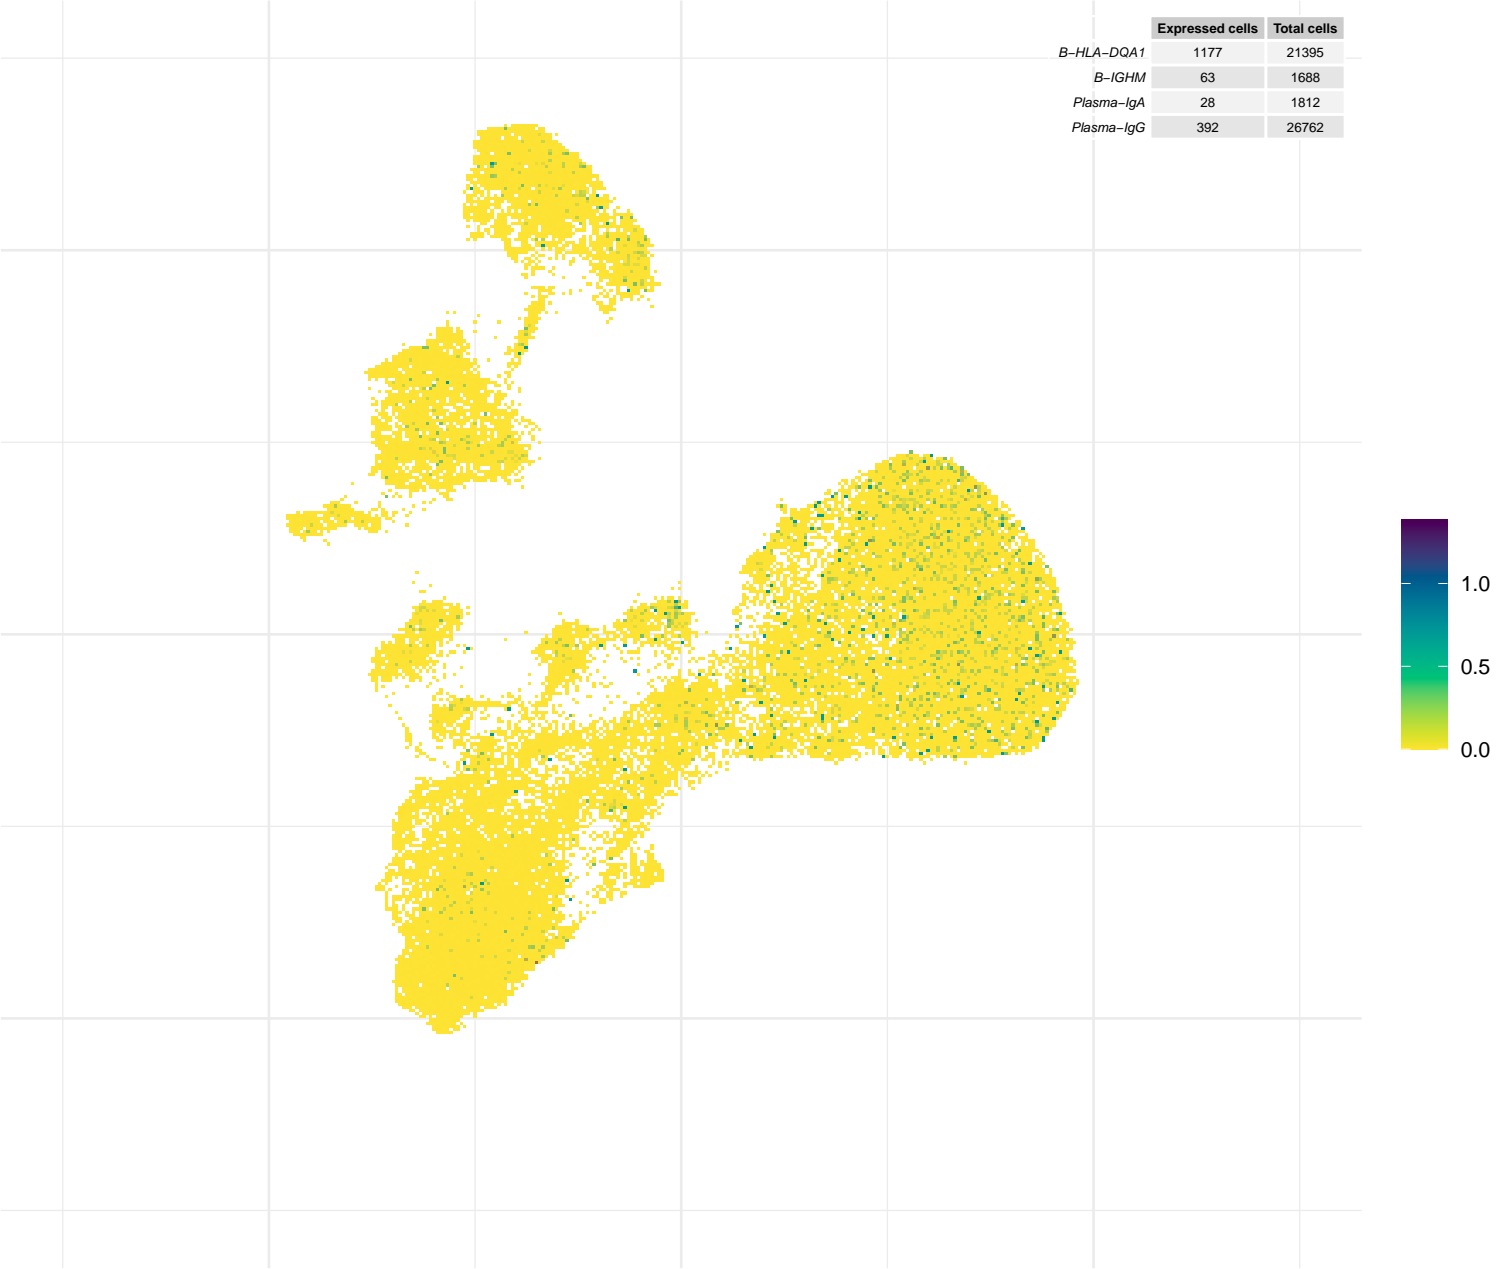 Expressed cells Total cells
B−HLA−DQA1 1177 21395
B−IGHM 63 1688
Plasma−IgA 28 1812
Plasma−IgG 392 26762
1.0
0.5
0.0